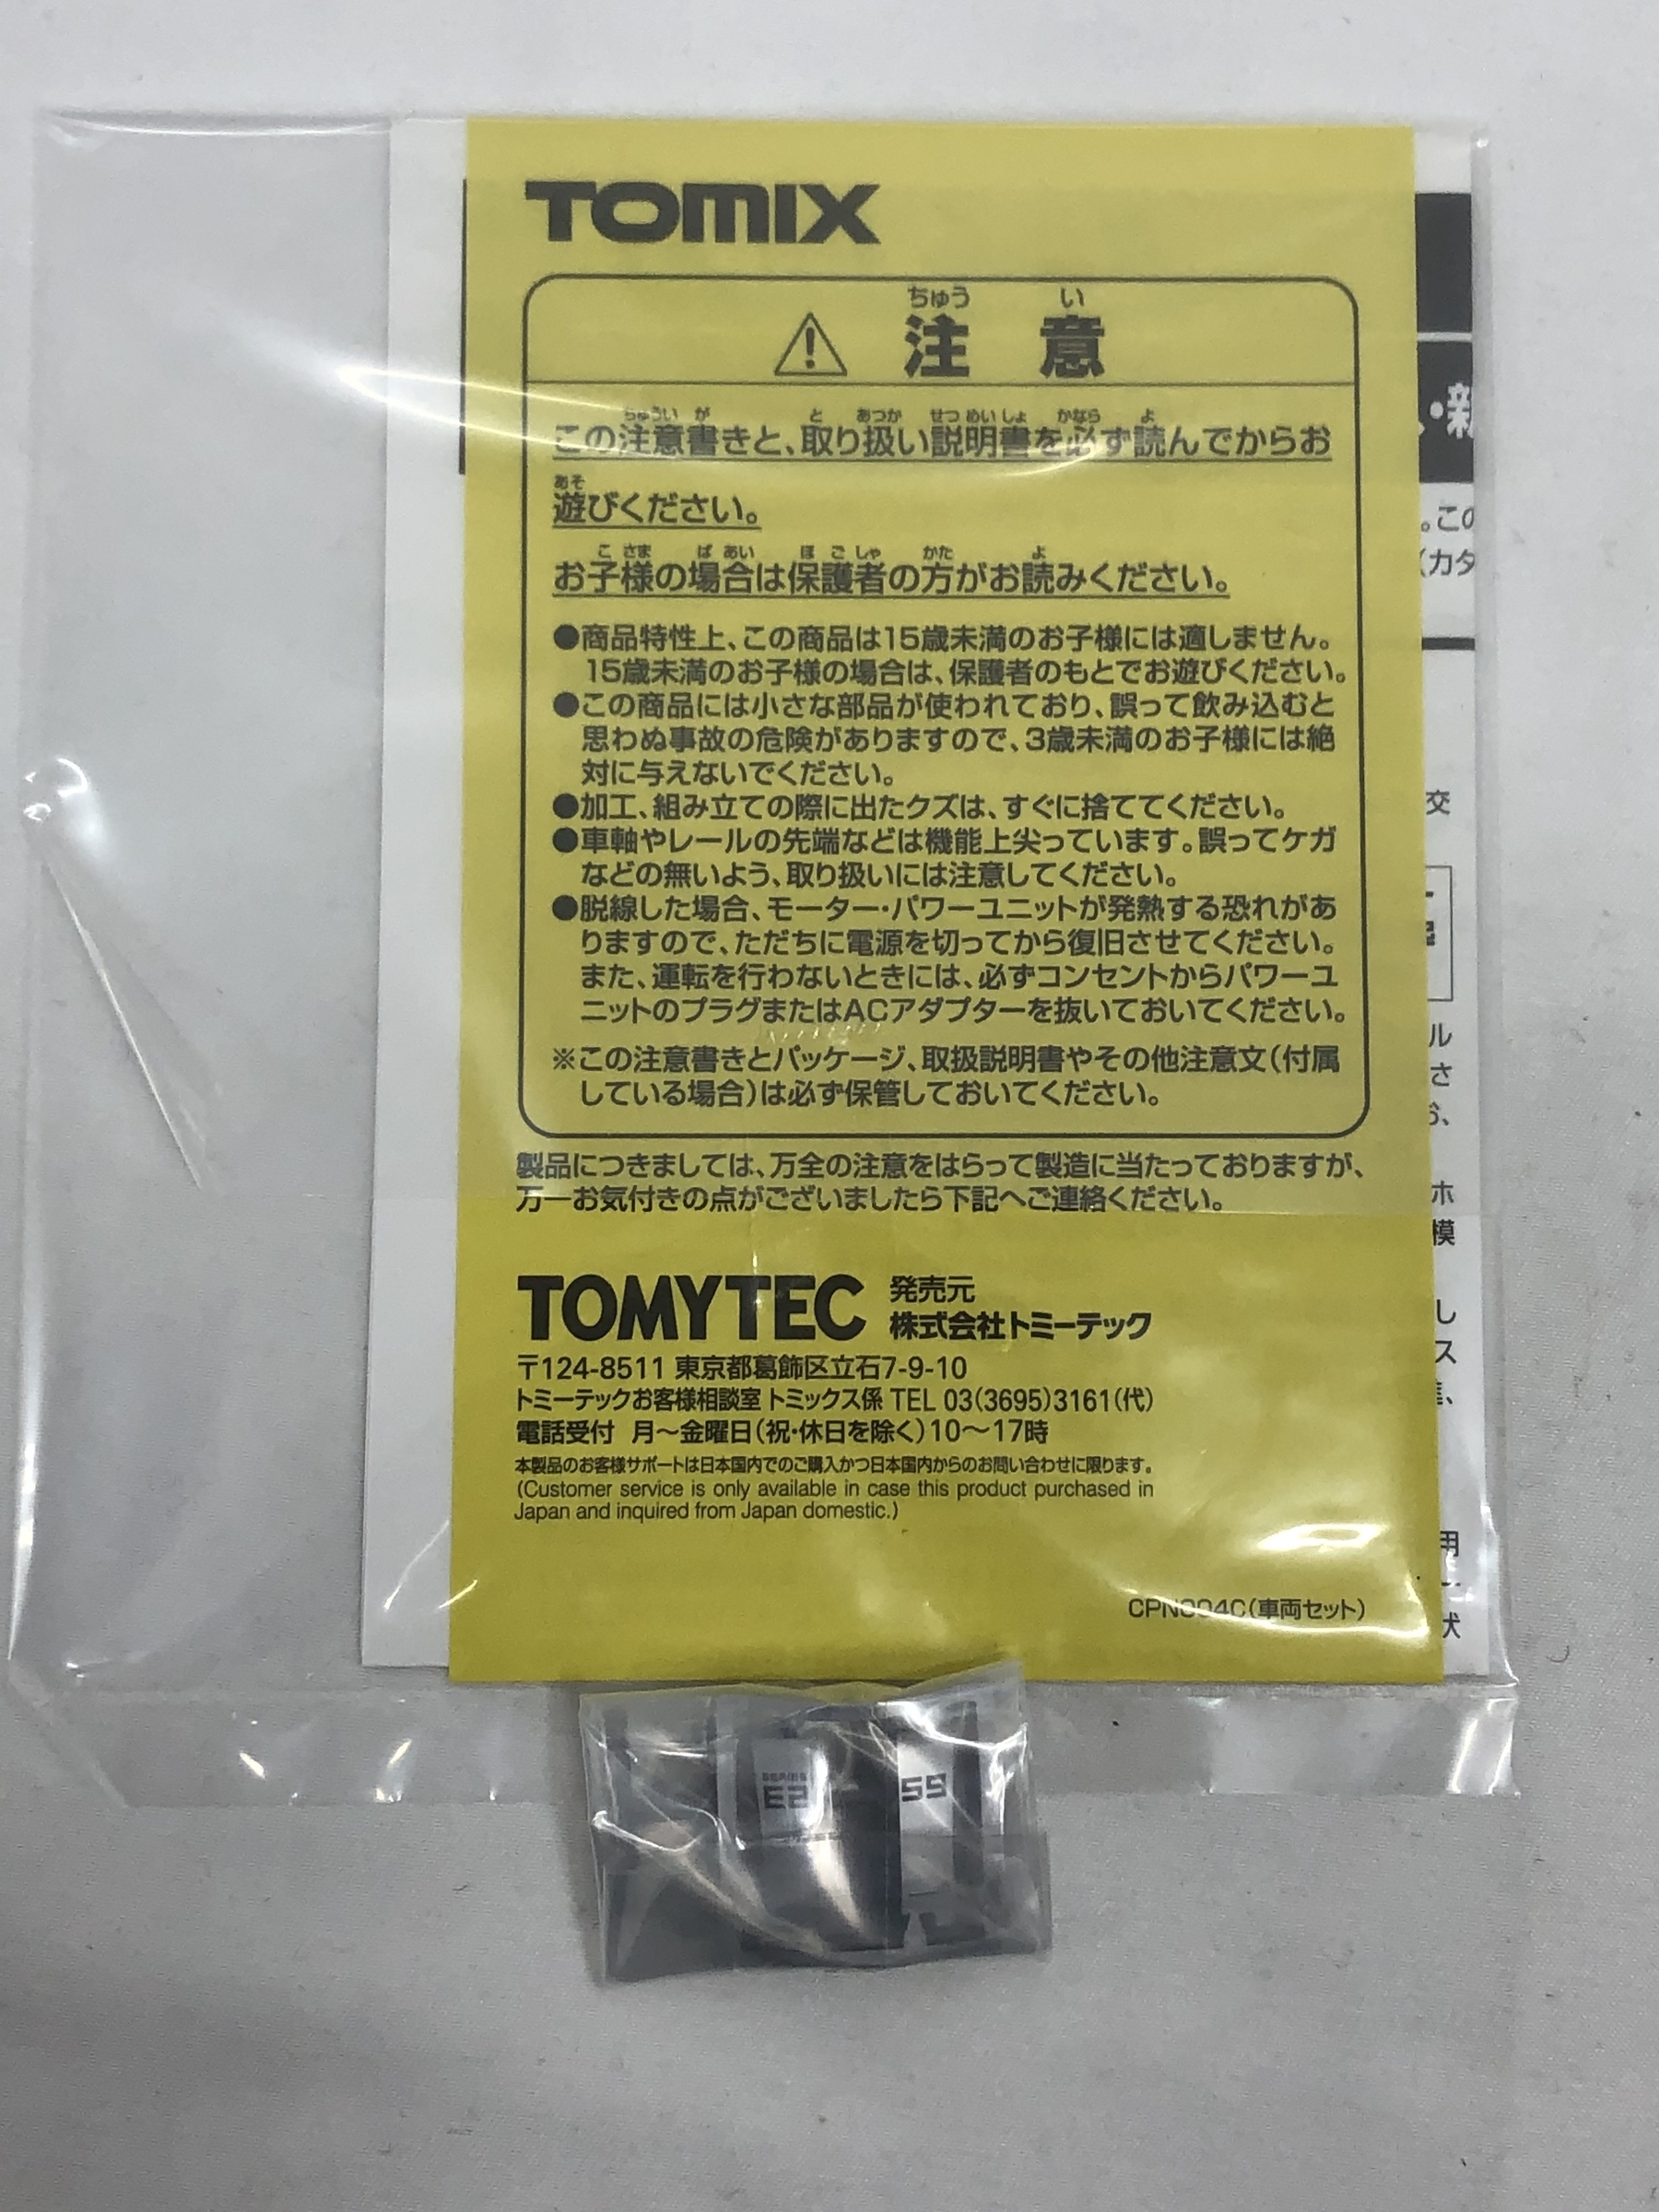 TOMIX
ちゅう い
注意
ちゅうい が と あつか せつ めい しょ かなら よ
この注意書きと、取り扱い説明書を必ず読んでからお
あそ
遊びください。
こ さま ば あい ほ ご しゃ かた よ
お子様の場合は保護者の方がお読みください。
●商品特性上、この商品は15歳未満のお子様には適しません。
15歳未満のお子様の場合は、保護者のもとでお遊びください。
●この商品には小さな部品が使われており、誤って飲み込むと
思わぬ事故の危険がありますので、3歳未満のお子様には絶
対に与えないでください。
●加工、組み立ての際に出たクズは、すぐに捨ててください。
●車軸やレールの先端などは機能上尖っています。誤ってケガ
などの無いよう、取り扱いには注意してください。
●脱線した場合、モーター・パワーユニットが発熱する恐れがあ
りますので、ただちに電源を切ってから復旧させてください。
また、運転を行わないときには、必ずコンセントからパワーユ
ニットのプラグまたはACアダプターを抜いておいてください。
※この注意書きとパッケージ、取扱説明書やその他注意文(付属
している場合)は必ず保管しておいてください。
製品につきましては、万全の注意をはらって製造に当たっておりますが、
万一お気付きの点がございましたら下記へご連絡ください。
TOMYTEC 発売元
株式会社トミーテック
〒124-8511 東京都葛飾区立石7-9-10
トミーテックお客様相談室 トミックス係 TEL 03(3695)3161(代)
電話受付 月～金曜日(祝・休日を除く)10～17時
本製品のお客様サポートは日本国内でのご購入かつ日本国内からのお問い合わせに限ります。
(Customer service is only available in case this product purchased in
Japan and inquired from Japan domestic.)
CPN004C(車両セット)
・新
。この
(カタ
交
ル
さ
ホ
模
し
ス
用
状
E2
59